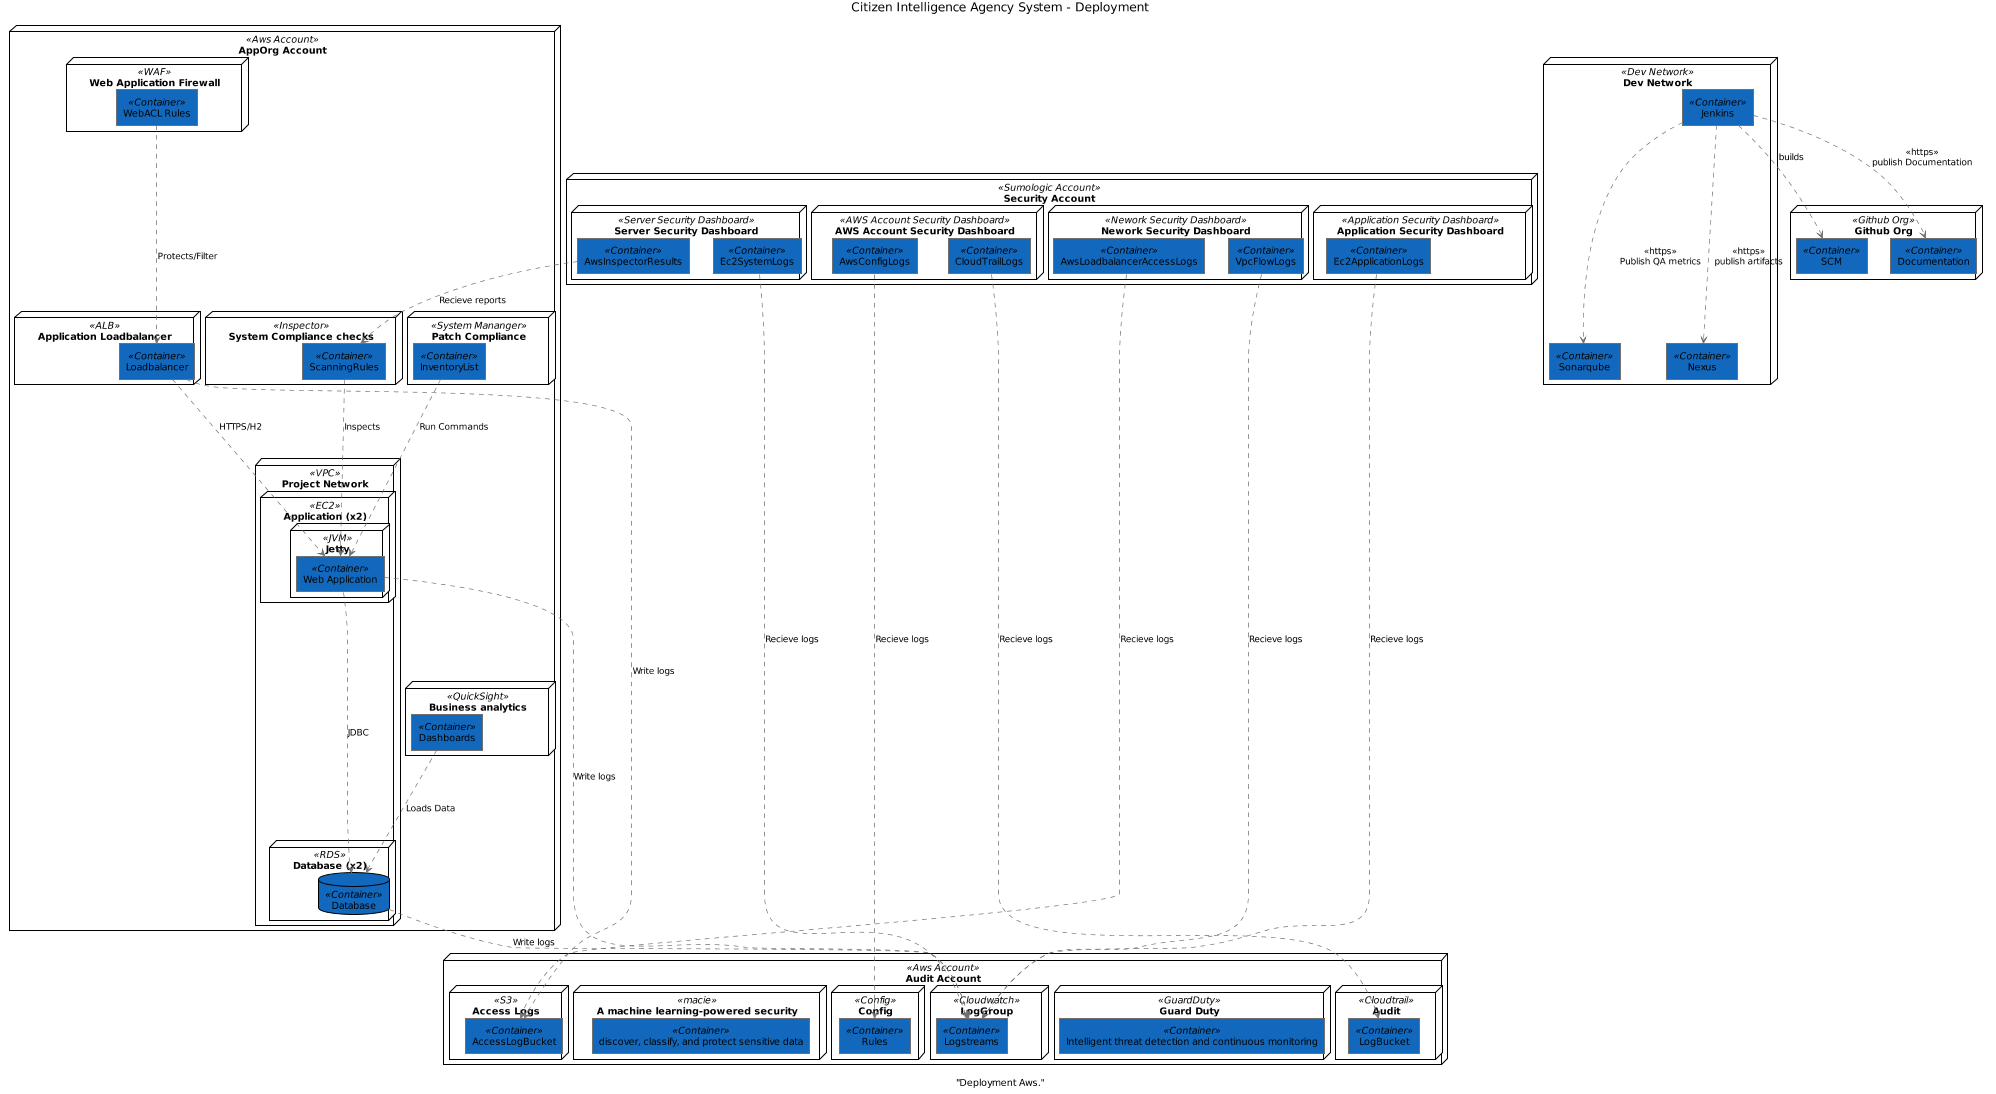 Citizen Intelligence Agency System - Deployment
«Aws Account»
AppOrg Account
«WAF»
Web Application Firewall
«Container»
WebACL Rules
Protects/Filter
«ALB»
Application Loadbalancer
«Container»
Loadbalancer
«Inspector»
System Compliance checks
«Container»
ScanningRules
«System Mananger»
Patch Compliance
«Container»
InventoryList
Recieve reports
HTTPS/H2
Inspects
Run Commands
«VPC»
Project Network
«EC2»
Application (x2)
«JVM»
Jetty
«Container»
Web Application
JDBC
«QuickSight»
Business analytics
«Container»
Dashboards
Loads Data
«RDS»
Database (x2)
«Container»
Database
Write logs
Write logs
Write logs
«Sumologic Account»
Security Account
«Server Security Dashboard»
Server Security Dashboard
«Container»
AwsInspectorResults
«Container»
Ec2SystemLogs
«AWS Account Security Dashboard»
AWS Account Security Dashboard
«Container»
AwsConfigLogs
«Container»
CloudTrailLogs
«Nework Security Dashboard»
Nework Security Dashboard
«Container»
AwsLoadbalancerAccessLogs
«Container»
VpcFlowLogs
«Application Security Dashboard»
Application Security Dashboard
«Container»
Ec2ApplicationLogs
Recieve logs
Recieve logs
Recieve logs
Recieve logs
Recieve logs
Recieve logs
«Dev Network»
Dev Network
«Container»
Jenkins
builds
«https»
publish Documentation
«https»
Publish QA metrics
«https»
publish artifacts
«Container»
Sonarqube
«Container»
Nexus
«Github Org»
Github Org
«Container»
SCM
«Container»
Documentation
«Aws Account»
Audit Account
«S3»
Access Logs
«Container»
AccessLogBucket
«macie»
A machine learning-powered security
«Container»
discover, classify, and protect sensitive data
«Config»
Config
«Container»
Rules
«Cloudwatch»
LogGroup
«Container»
Logstreams
«GuardDuty»
Guard Duty
«Container»
Intelligent threat detection and continuous monitoring
«Cloudtrail»
Audit
«Container»
LogBucket
"Deployment Aws."